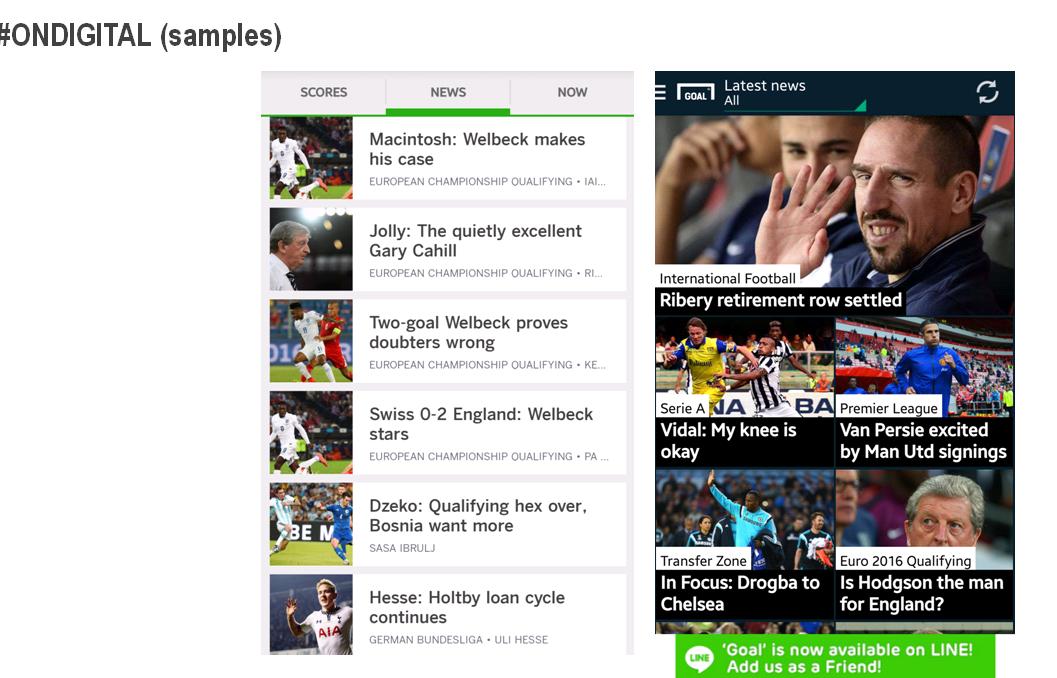 #ONDIGITAL (samples)
SCORES
NEWS
NOW
Macintosh: Welbeck makes
his case
EUROPEAN CHAMPIONSHIP QUALIFYING • IAI...
Jolly: The quietly excellent
Gary Cahill
EUROPEAN CHAMPIONSHIP QUALIFYING • RI...
Two-goal Welbeck proves
doubters wrong
EUROPEAN CHAMPIONSHIP QUALIFYING • KE...
Swiss 0-2 England: Welbeck
stars
EUROPEAN CHAMPIONSHIP QUALIFYING • PA ...
Dzeko: Qualifying hex over,
Bosnia want more
SASA IBRULJ
BE M
Hesse: Holtby loan cycle
continues
GERMAN BUNDESLIGA • ULI HESSE
AIA
GOAL
Latest news
All
International Football
Ribery retirement row settled
Serie A
Vidal: My knee is
okay
Premier League
Van Persie excited
by Man Utd signings
Transfer Zone
In Focus: Drogba to
Chelsea
Euro 2016 Qualifying
Is Hodgson the man
for England?
LINE
'Goal' is now available on LINE!
Add us as a Friend!